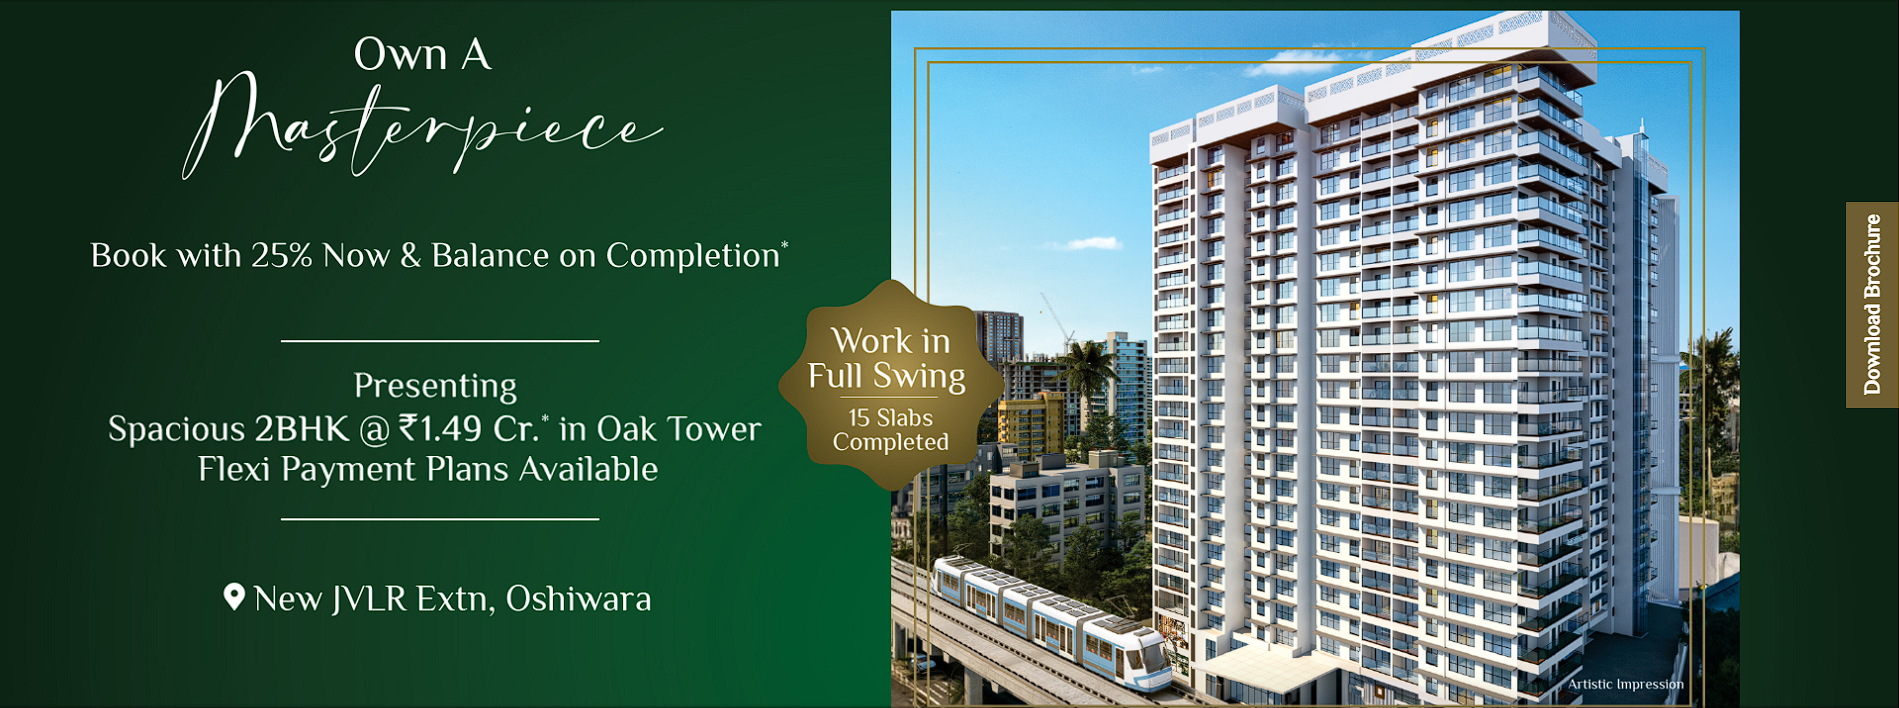 Own A
Masterpiece
Book with 25% Now & Balance on Completion*
Presenting
Spacious 2BHK @ ₹1.49 Cr.* in Oak Tower
Flexi Payment Plans Available
New JVLR Extn, Oshiwara
Work in
Full Swing
15 Slabs
Completed
Artistic Impression
Download Brochure